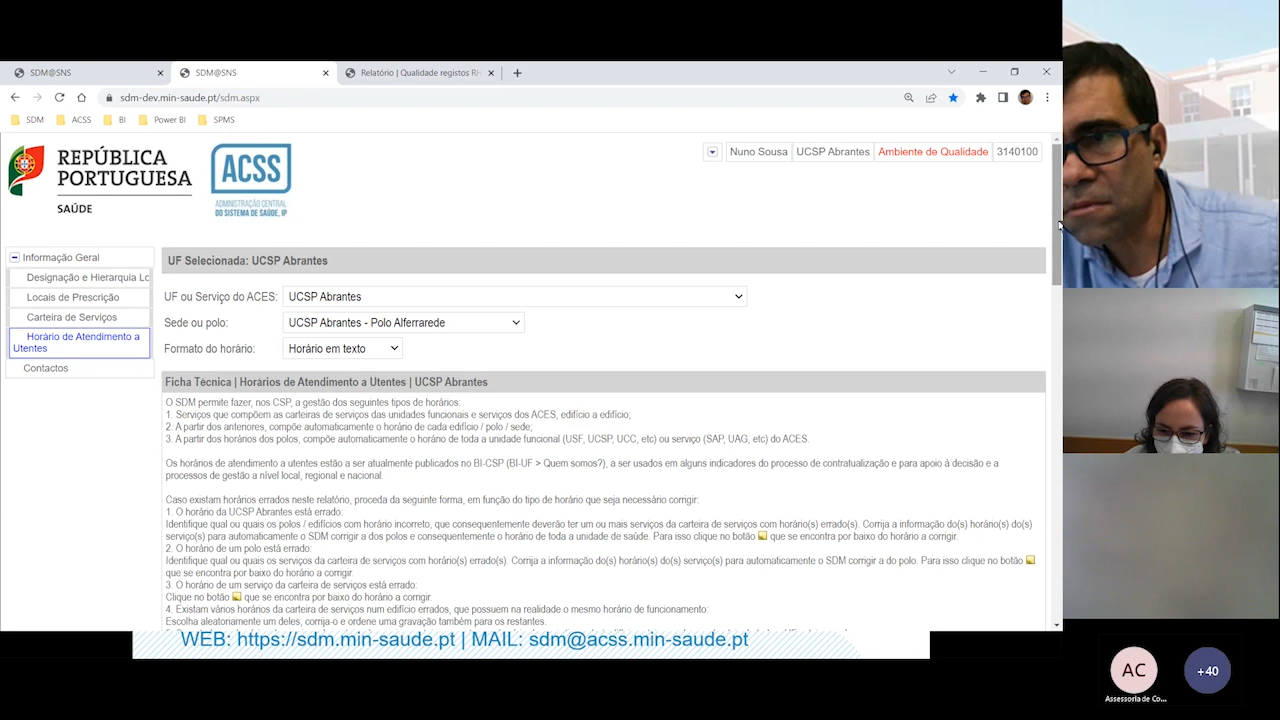 SDM@SNS
SDM@SNS
Relatório | Qualidade registos RH
sdm-dev.min-saude.pt/sdm.aspx
SDM
ACSS
BI
Power BI
SPMS
REPÚBLICA
PORTUGUESA
SAÚDE
ACSS
ADMINISTRAÇÃO CENTRAL
DO SISTEMA DE SAÚDE, IP
Nuno Sousa
UCSP Abrantes
Ambiente de Qualidade
3140100
Informação Geral
Designação e Hierarquia Lo
Locais de Prescrição
Carteira de Serviços
Horário de Atendimento a
Utentes
Contactos
UF Selecionada: UCSP Abrantes
UF ou Serviço do ACES: UCSP Abrantes
Sede ou polo: UCSP Abrantes - Polo Alferrarede
Formato do horário: Horário em texto
Ficha Técnica | Horários de Atendimento a Utentes | UCSP Abrantes
O SDM permite fazer, nos CSP, a gestão dos seguintes tipos de horários:
1. Serviços que compõem as carteiras de serviços das unidades funcionais e serviços dos ACES, edifício a edifício;
2. A partir dos anteriores, compõe automaticamente o horário de cada edifício / polo / sede;
3. A partir dos horários dos polos, compõe automaticamente o horário de toda a unidade funcional (USF, UCSP, UCC, etc) ou serviço (SAP, UAG, etc) do ACES.
Os horários de atendimento a utentes estão a ser atualmente publicados no BI-CSP (BI-UF > Quem somos?), a ser usados em alguns indicadores do processo de contratualização e para apoio à decisão e a
processos de gestão a nível local, regional e nacional.
Caso existam horários errados neste relatório, proceda da seguinte forma, em função do tipo de horário que seja necessário corrigir:
1. O horário da UCSP Abrantes está errado:
Identifique qual ou quais os polos / edifícios com horário incorreto, que consequentemente deverão ter um ou mais serviços da carteira de serviços com horário(s) errado(s). Corrija a informação do(s) horário(s) do(s)
serviço(s) para automaticamente o SDM corrigir a dos polos e consequentemente o horário de toda a unidade de saúde. Para isso clique no botão que se encontra por baixo do horário a corrigir.
2. O horário de um polo está errado:
Identifique qual ou quais os serviços da carteira de serviços com horário(s) errado(s). Corrija a informação do(s) horário(s) do(s) serviço(s) para automaticamente o SDM corrigir a do polo. Para isso clique no botão
que se encontra por baixo do horário a corrigir.
3. O horário de um serviço da carteira de serviços está errado:
Clique no botão que se encontra por baixo do horário a corrigir.
4. Existam vários horários da carteira de serviços num edifício errados, que possuem na realidade o mesmo horário de funcionamento:
Escolha aleatoriamente um deles, corrija-o e ordene uma gravação também para os restantes.
WEB: https://sdm.min-saude.pt | MAIL: sdm@acss.min-saude.pt
AC
+40
Assessoria de Co...